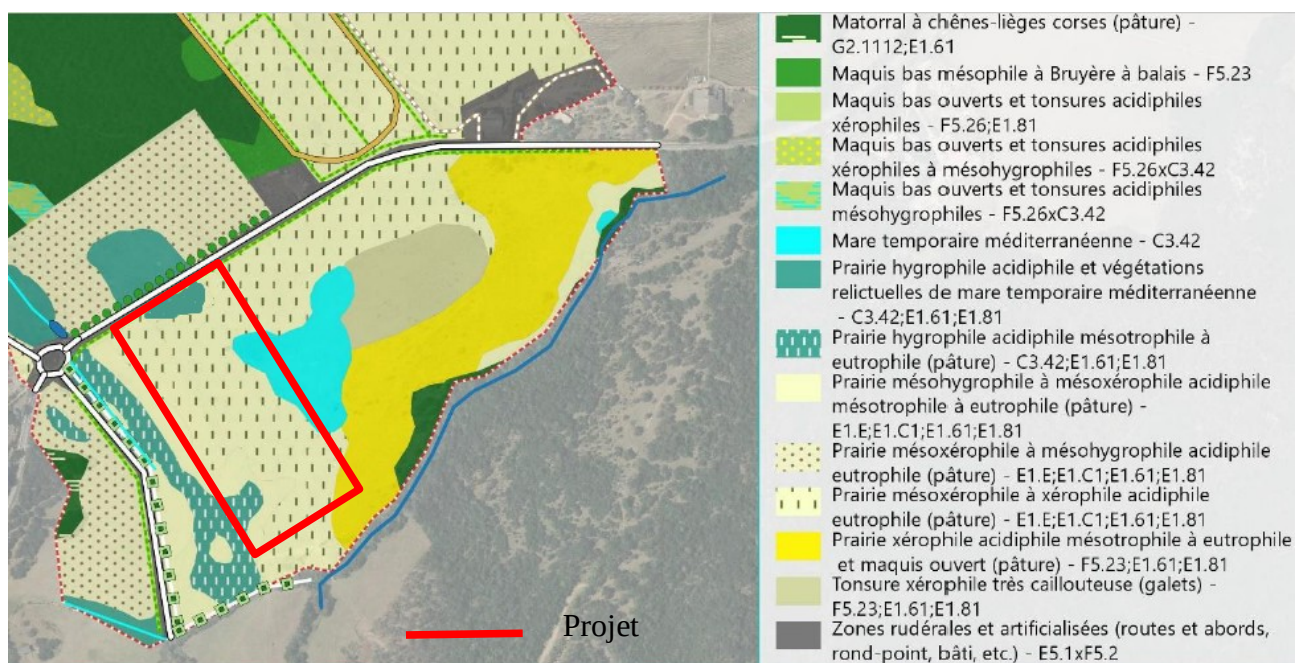 Matorral à chênes-lièges corses (pâture) -
G2.1112;E1.61
Maquis bas mésophile à Bruyère à balais - F5.23
Maquis bas ouverts et tonsures acidiphiles
xérophiles - F5.26;E1.81
Maquis bas ouverts et tonsures acidiphiles
xérophiles à mésohygrophiles - F5.26xC3.42
Maquis bas ouverts et tonsures acidiphiles
mésohygrophiles - F5.26xC3.42
Mare temporaire méditerranéenne - C3.42
Prairie hygrophile acidiphile et végétations
relictuelles de mare temporaire méditerranéenne
- C3.42;E1.61;E1.81
Prairie hygrophile acidiphile mésotrophile à
eutrophile (pâture) - C3.42;E1.61;E1.81
Prairie mésohygrophile à mésoxérophile acidiphile
mésotrophile à eutrophile (pâture) -
E1.E;E1.C1;E1.61;E1.81
Prairie mésoxérophile à mésohygrophile acidiphile
eutrophile (pâture) - E1.E;E1.C1;E1.61;E1.81
Prairie mésoxérophile à xérophile acidiphile
eutrophile (pâture) - E1.E;E1.C1;E1.61;E1.81
Prairie xérophile acidiphile mésotrophile à eutrophile
et maquis ouvert (pâture) - F5.23;E1.61;E1.81
Tonsure xérophile très caillouteuse (galets) -
F5.23;E1.61;E1.81
Zones rudérales et artificialisées (routes et abords,
rond-point, bâti, etc.) - E5.1xF5.2
Projet